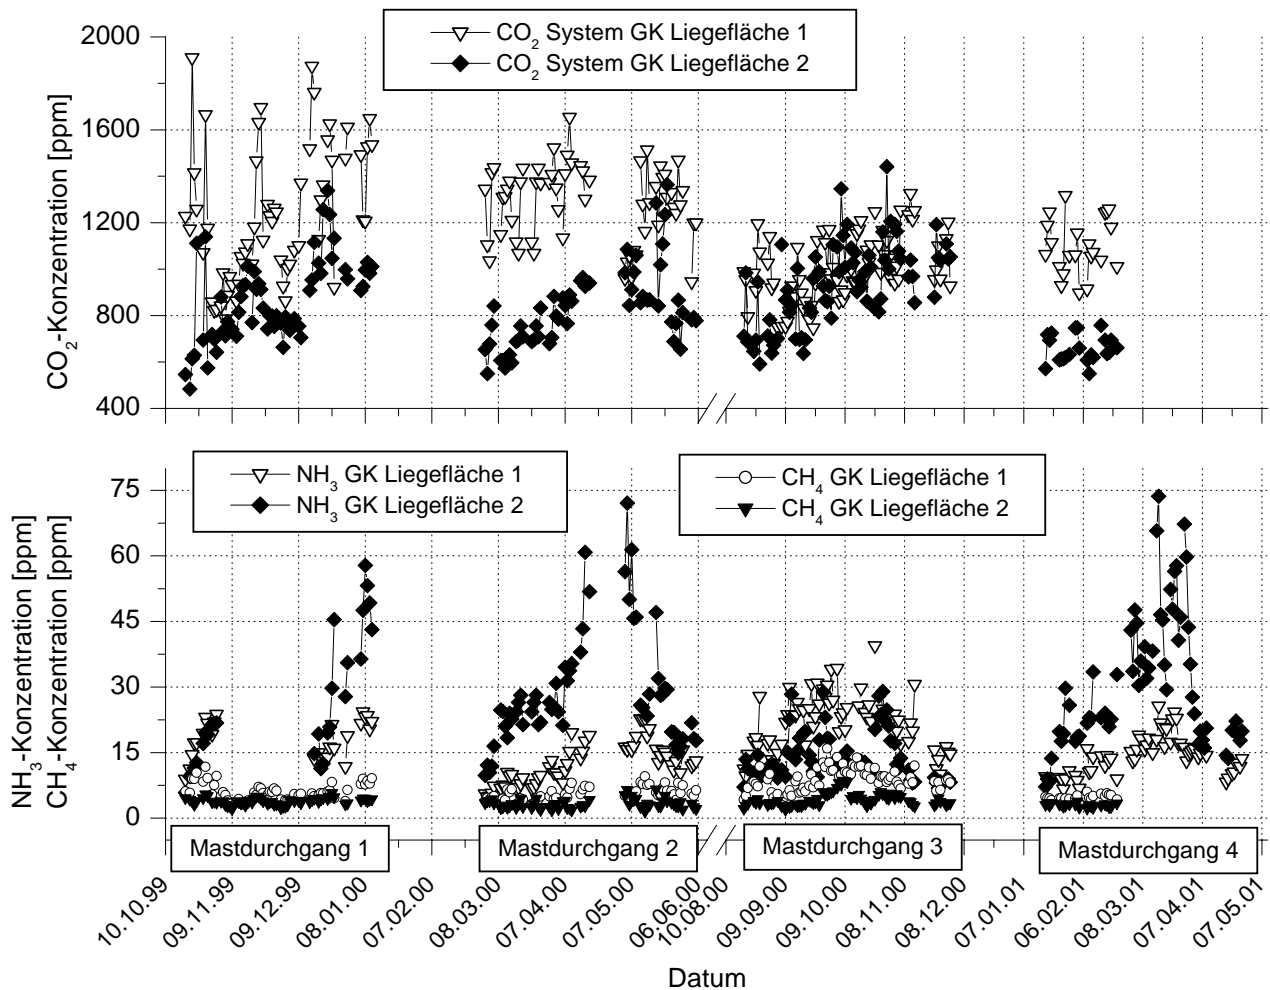 CO2 System GK Liegefläche 1
CO2 System GK Liegefläche 2
2000
1600
1200
800
400
CO2-Konzentration [ppm]
NH3 GK Liegefläche 1
NH3 GK Liegefläche 2
CH4 GK Liegefläche 1
CH4 GK Liegefläche 2
75
60
45
30
15
0
NH3-Konzentration [ppm]
CH4-Konzentration [ppm]
Mastdurchgang 1
Mastdurchgang 2
Mastdurchgang 3
Mastdurchgang 4
10.10.99
09.11.99
09.12.99
08.01.00
07.02.00
08.03.00
07.04.00
07.05.00
06.06.00
10.08.00
09.09.00
09.10.00
08.11.00
08.12.00
07.01.01
06.02.01
08.03.01
07.04.01
07.05.01
Datum